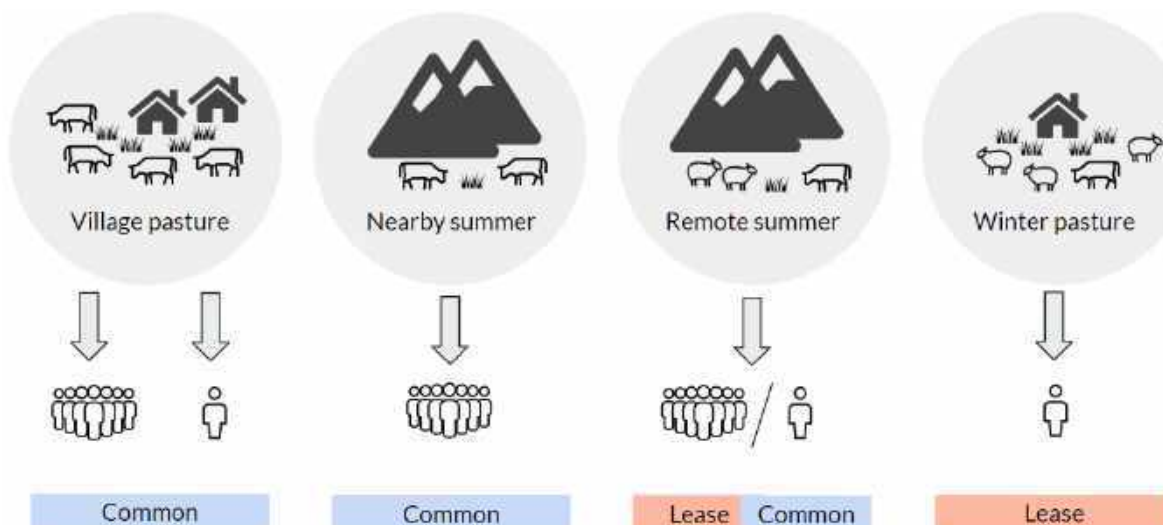 Village pasture
Nearby summer
Remote summer
Winter pasture
Common
Common
Lease
Common
Lease